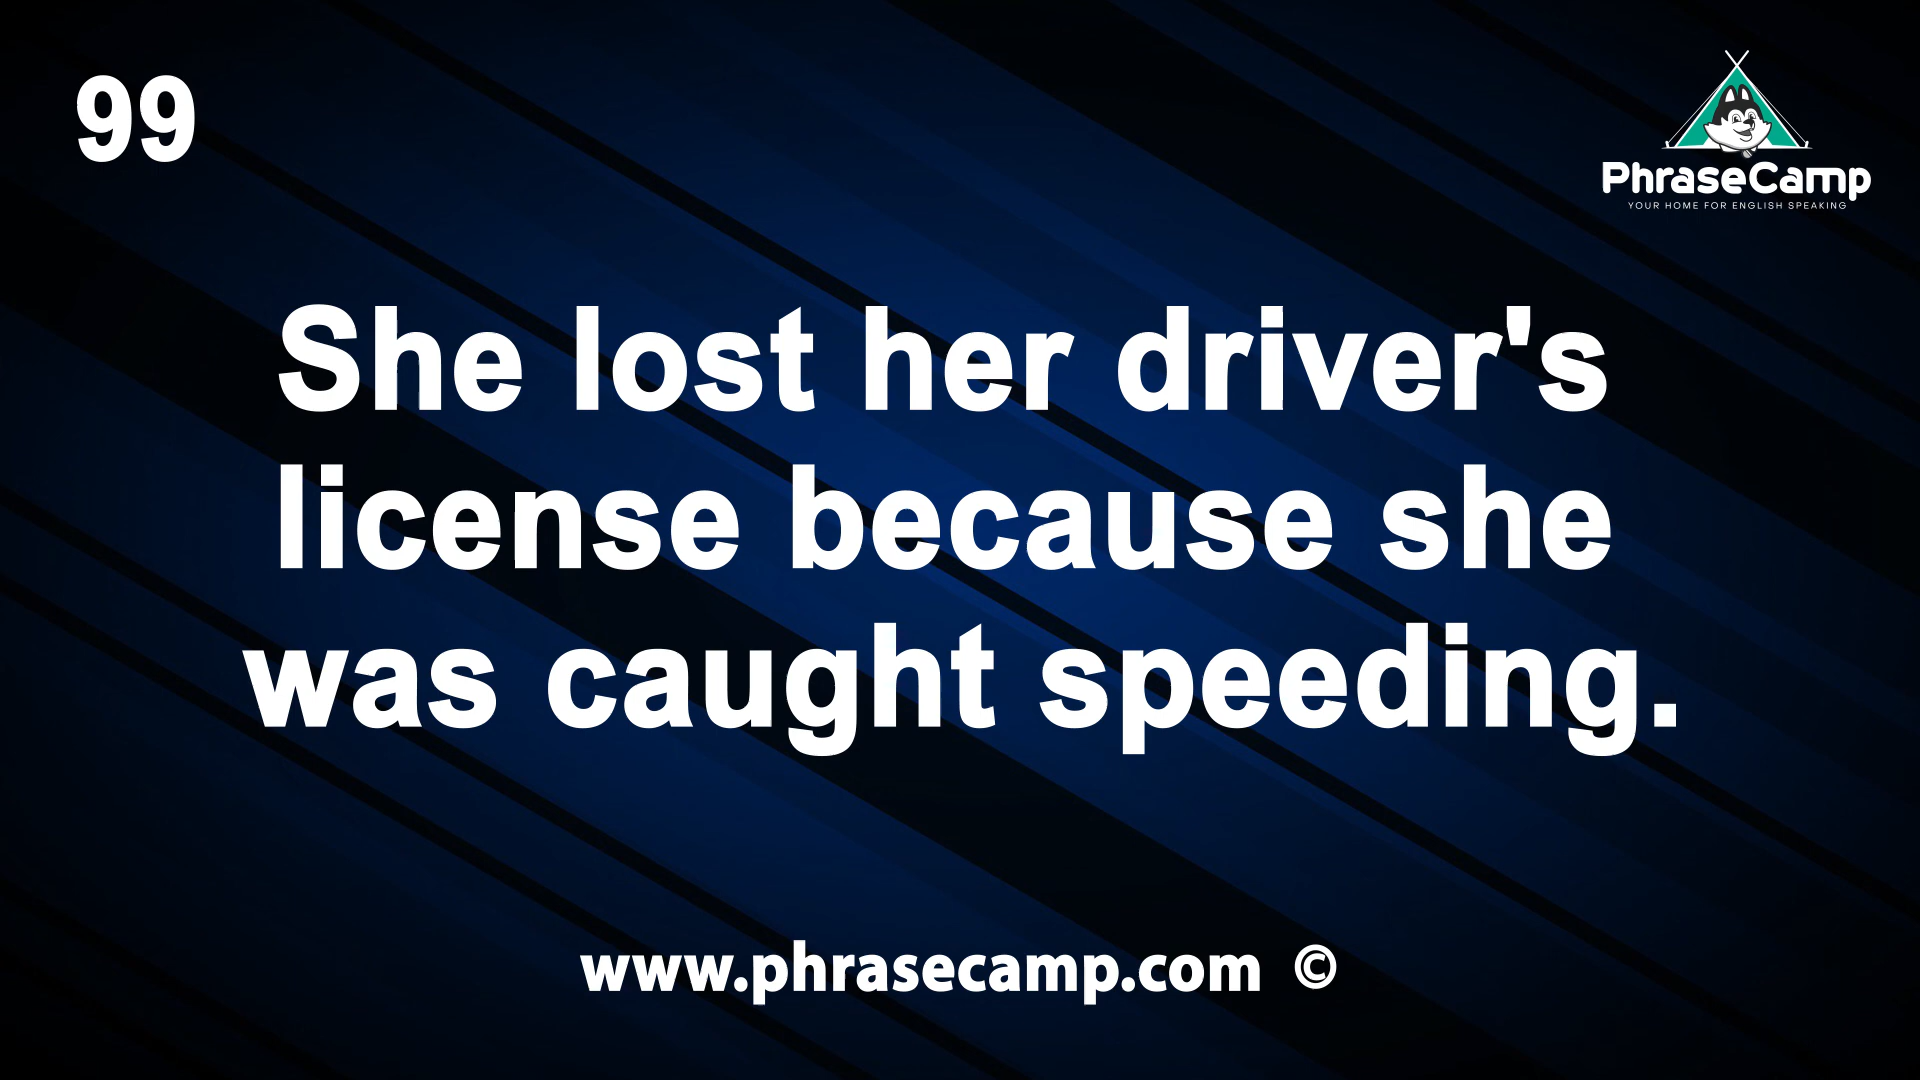 99
PhraseCamp
YOUR HOME FOR ENGLISH SPEAKING
She lost her driver's
license because she
was caught speeding.
www.phrasecamp.com ©